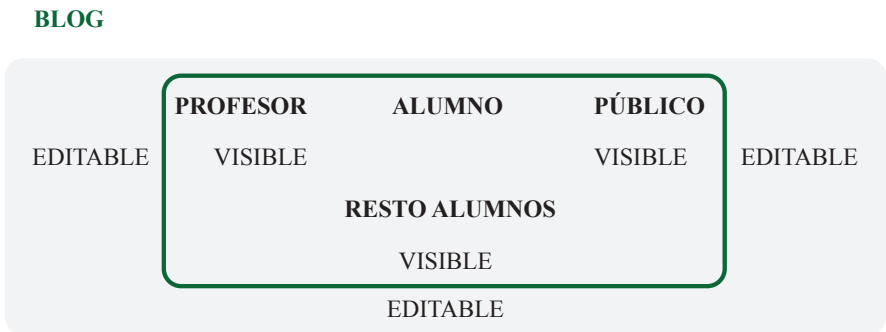 BLOG
PROFESOR ALUMNO PÚBLICO
EDITABLE VISIBLE VISIBLE EDITABLE
RESTO ALUMNOS
VISIBLE
EDITABLE